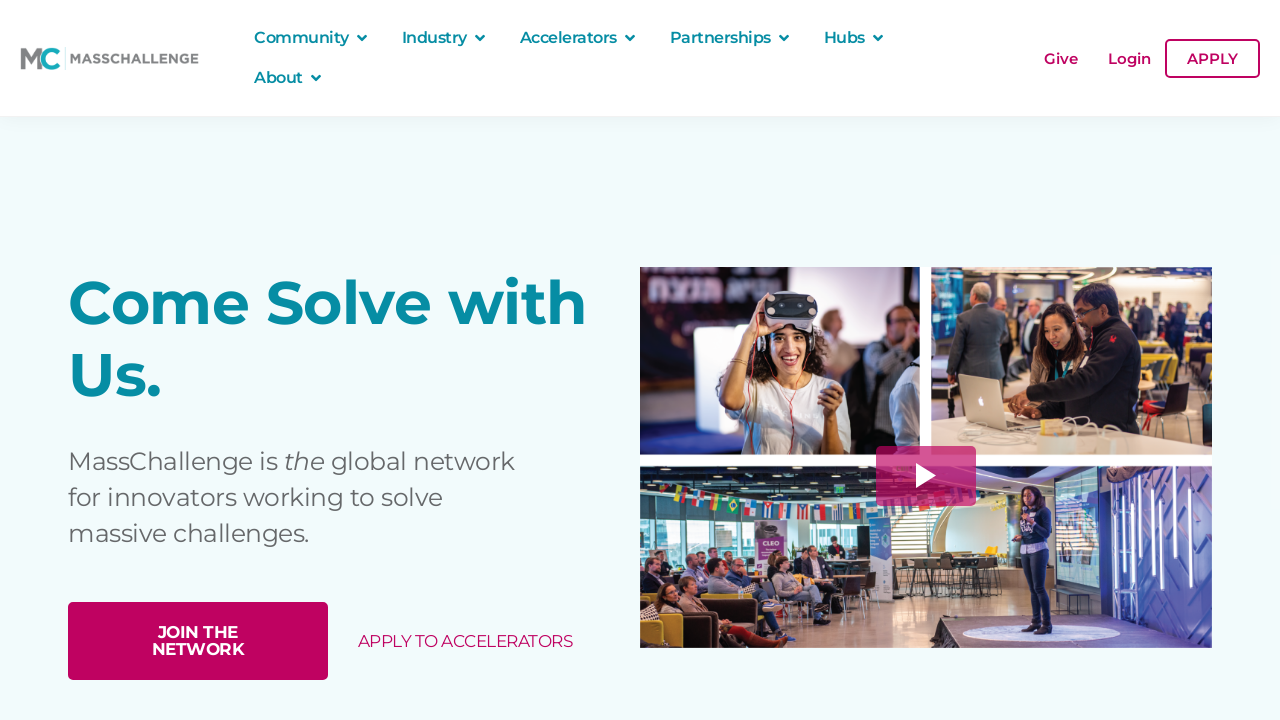 MC MASSCHALLENGE
Community
Industry
Accelerators
Partnerships
Hubs
About
Give
Login
APPLY
Come Solve with
Us.
MassChallenge is the global network
for innovators working to solve
massive challenges.
JOIN THE
NETWORK
APPLY TO ACCELERATORS
CLEO